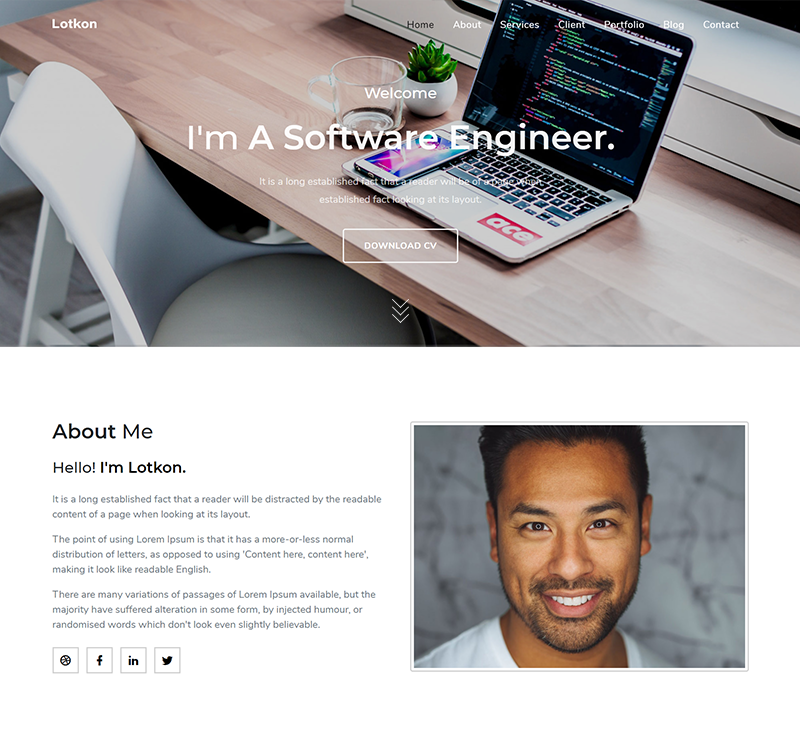 Lotkon
Home About Services Client Portfolio Blog Contact
Welcome
I'm A Software Engineer.
It is a long established fact that a reader will be of a page when
established fact looking at its layout.
ace
DOWNLOAD CV
About Me
Hello! I'm Lotkon.
It is a long established fact that a reader will be distracted by the readable
content of a page when looking at its layout.
The point of using Lorem Ipsum is that it has a more-or-less normal
distribution of letters, as opposed to using 'Content here, content here',
making it look like readable English.
There are many variations of passages of Lorem Ipsum available, but the
majority have suffered alteration in some form, by injected humour, or
randomised words which don't look even slightly believable.